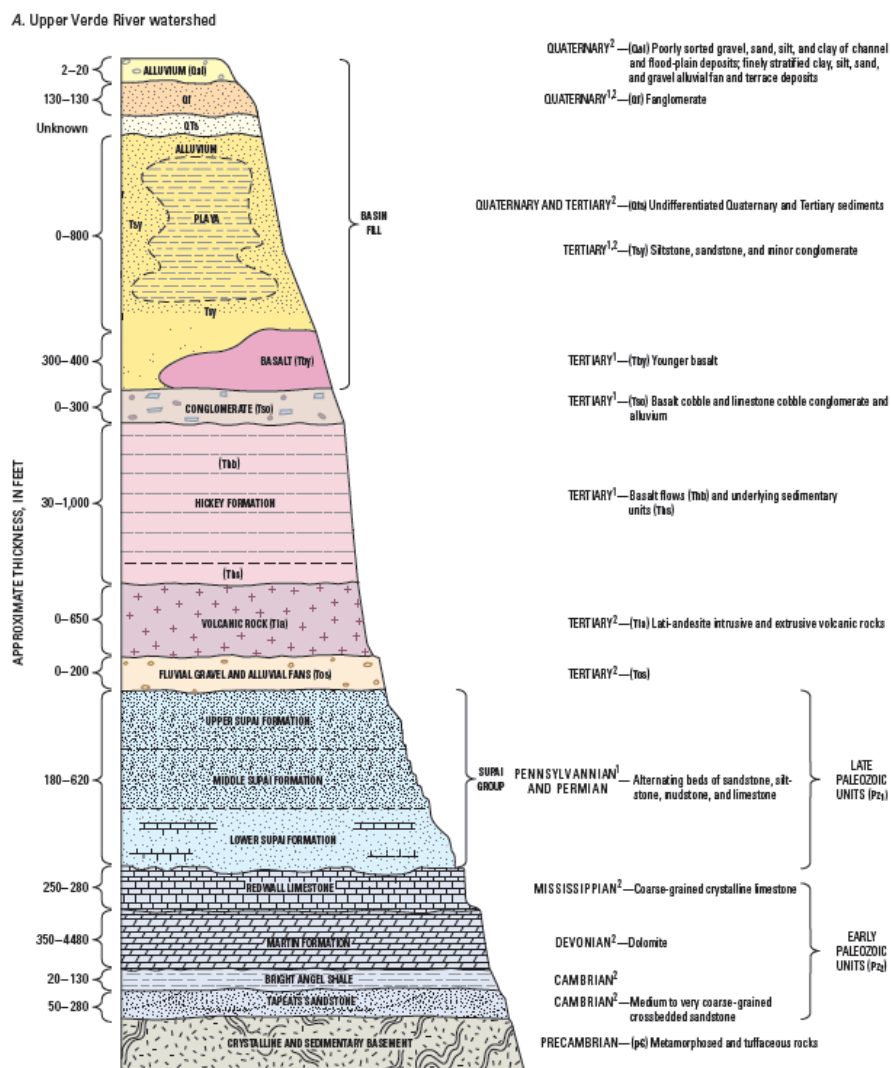 A. Upper Verde River watershed
2–20
ALLUVIUM (Qal)
QUATERNARY2—(Qal) Poorly sorted gravel, sand, silt, and clay of channel
and flood-plain deposits; finely stratified clay, silt, sand,
and gravel alluvial fan and terrace deposits
130–130
Qf
QUATERNARY1,2—(Qf) Fanglomerate
Unknown
QTs
ALLUVIUM
PLAYA
BASIN
FILL
QUATERNARY AND TERTIARY2—(QTs) Undifferentiated Quaternary and Tertiary sediments
Tsy
0–800
TERTIARY1,2—(Tsy) Siltstone, sandstone, and minor conglomerate
Tsy
300–400
BASALT (Tby)
TERTIARY1—(Tby) Younger basalt
0–300
CONGLOMERATE (Tso)
TERTIARY1—(Tso) Basalt cobble and limestone cobble conglomerate and
alluvium
(Thb)
30–1,000
HICKEY FORMATION
TERTIARY1—Basalt flows (Thb) and underlying sedimentary
units (Ths)
(Ths)
APPROXIMATE THICKNESS, IN FEET
0–650
VOLCANIC ROCK (Tla)
TERTIARY2—(Tla) Lati-andesite intrusive and extrusive volcanic rocks
0–200
FLUVIAL GRAVEL AND ALLUVIAL FANS (Tos)
TERTIARY2—(Tos)
UPPER SUPAI FORMATION
180–620
MIDDLE SUPAI FORMATION
LOWER SUPAI FORMATION
SUPAI
GROUP
PENNSYLVANNIAN1
AND PERMIAN
—Alternating beds of sandstone, silt-
stone, mudstone, and limestone
LATE
PALEOZOIC
UNITS (Pz1)
250–280
REDWALL LIMESTONE
MISSISSIPPIAN2—Coarse-grained crystalline limestone
350–4480
MARTIN FORMATION
DEVONIAN2—Dolomite
EARLY
PALEOZOIC
UNITS (Pz2)
20–130
BRIGHT ANGEL SHALE
CAMBRIAN2
50–280
TAPEATS SANDSTONE
CAMBRIAN2—Medium to very coarse-grained
crossbedded sandstone
CRYSTALLINE AND SEDIMENTARY BASEMENT
PRECAMBRIAN—(p€) Metamorphosed and tuffaceous rocks